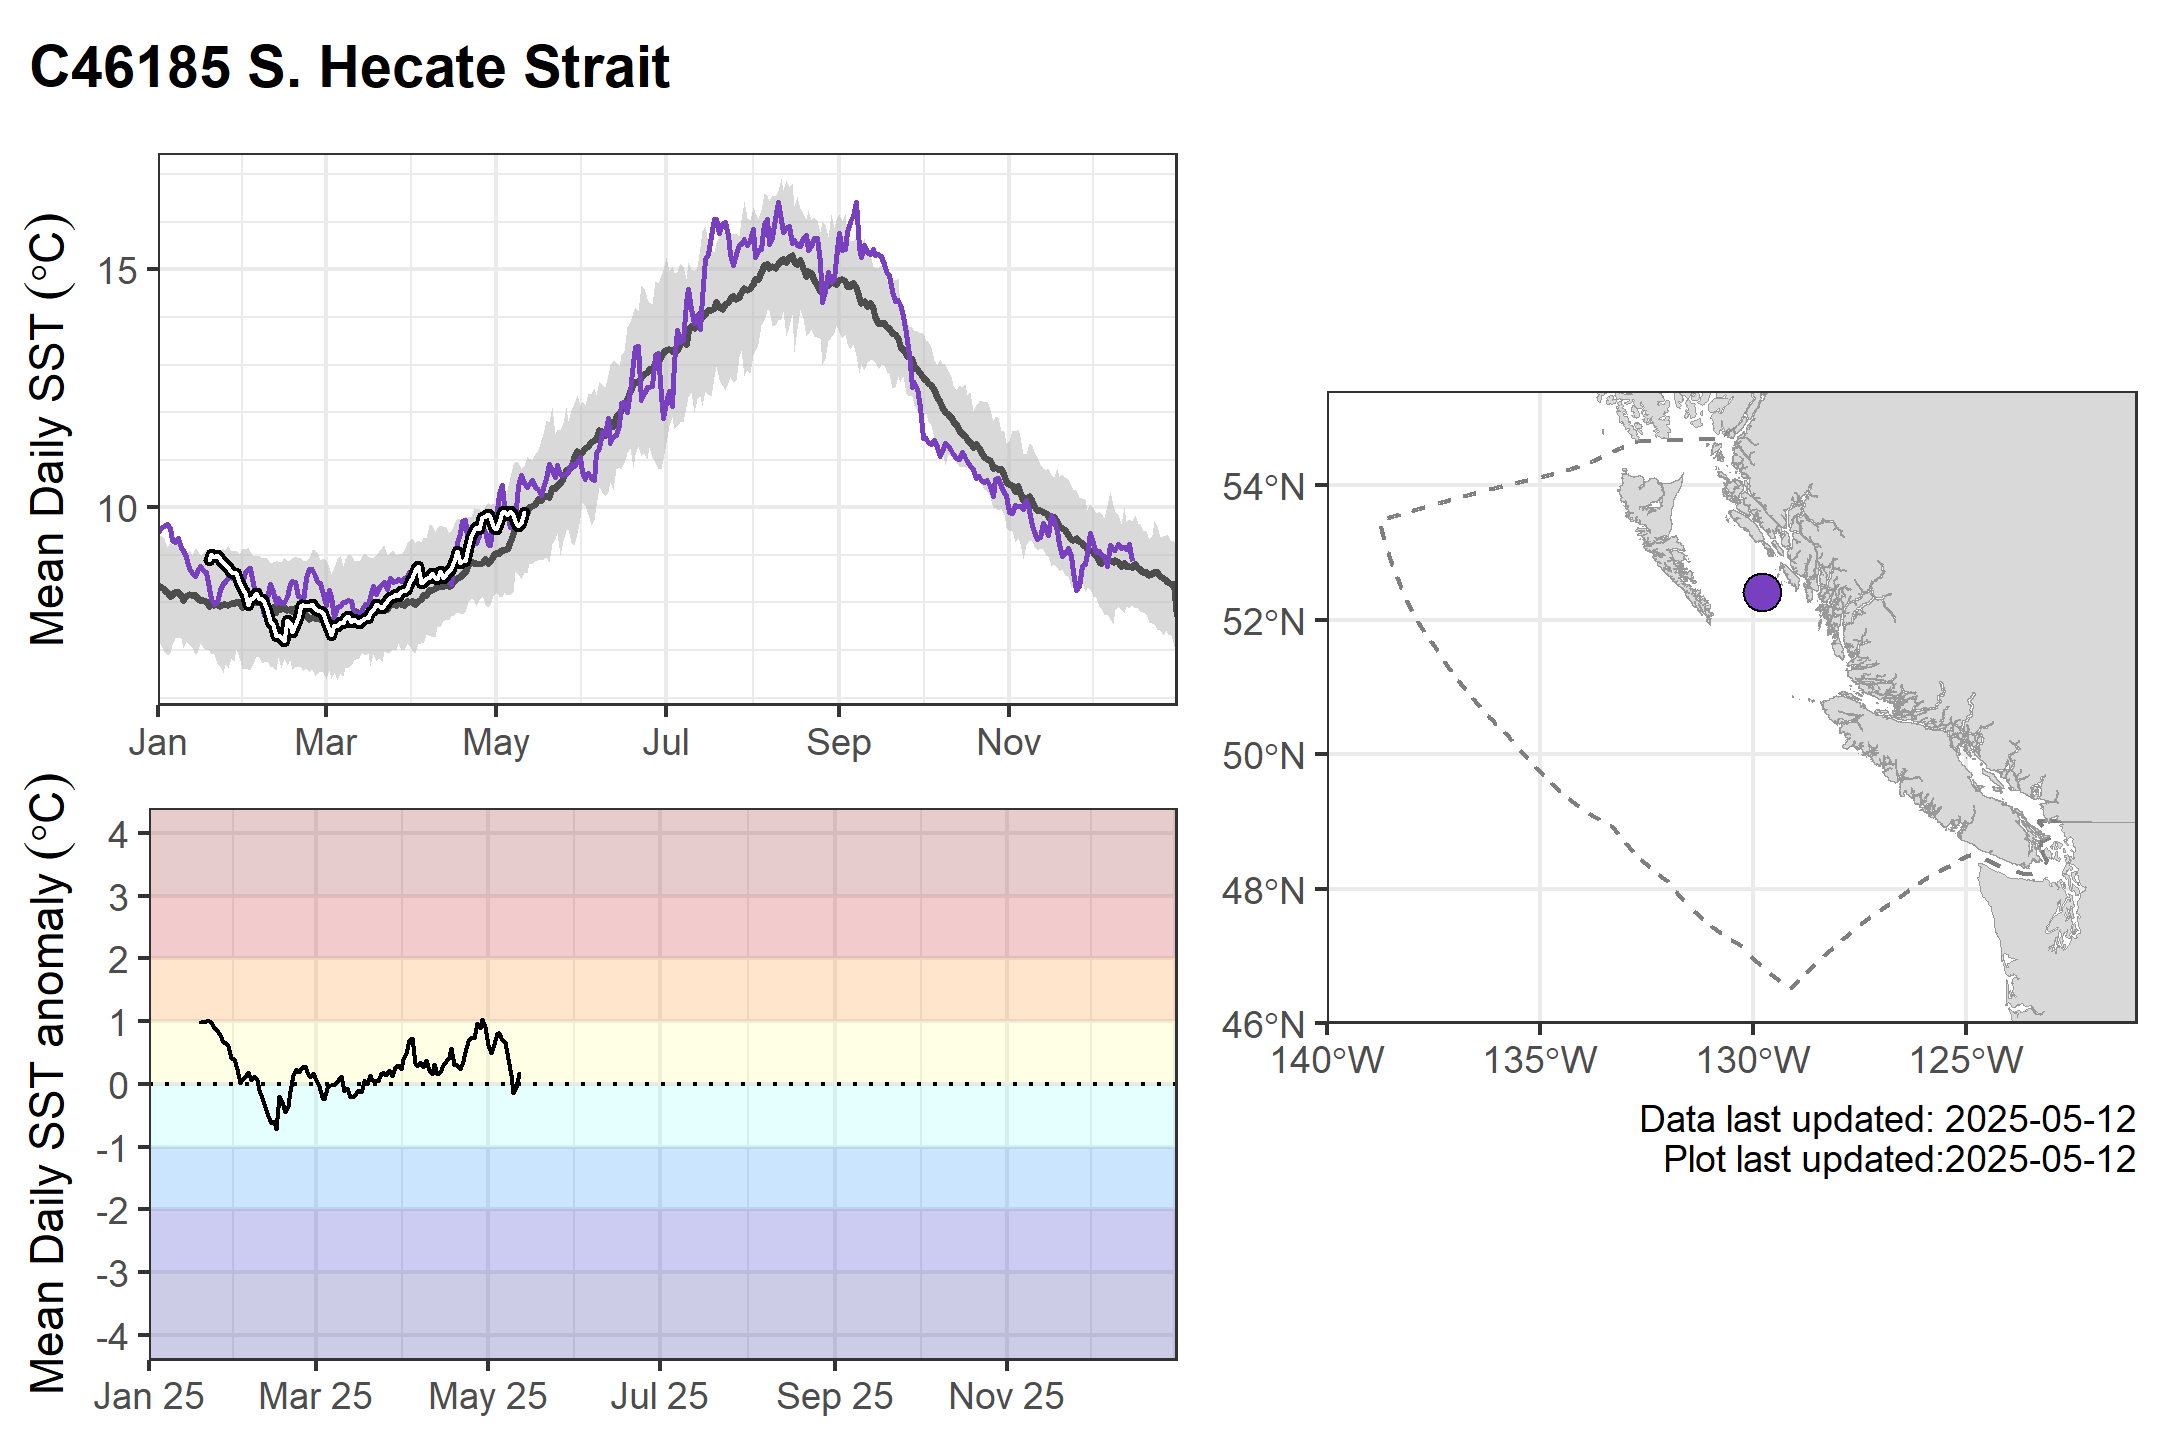 C46185 S. Hecate Strait
Mean Daily SST (°C)
15
10
Jan Mar May Jul Sep Nov
Mean Daily SST anomaly (°C)
4
3
2
1
0
-1
-2
-3
-4
Jan 25 Mar 25 May 25 Jul 25 Sep 25 Nov 25
54°N
52°N
50°N
48°N
46°N
140°W 135°W 130°W 125°W
Data last updated: 2025-05-12
Plot last updated:2025-05-12